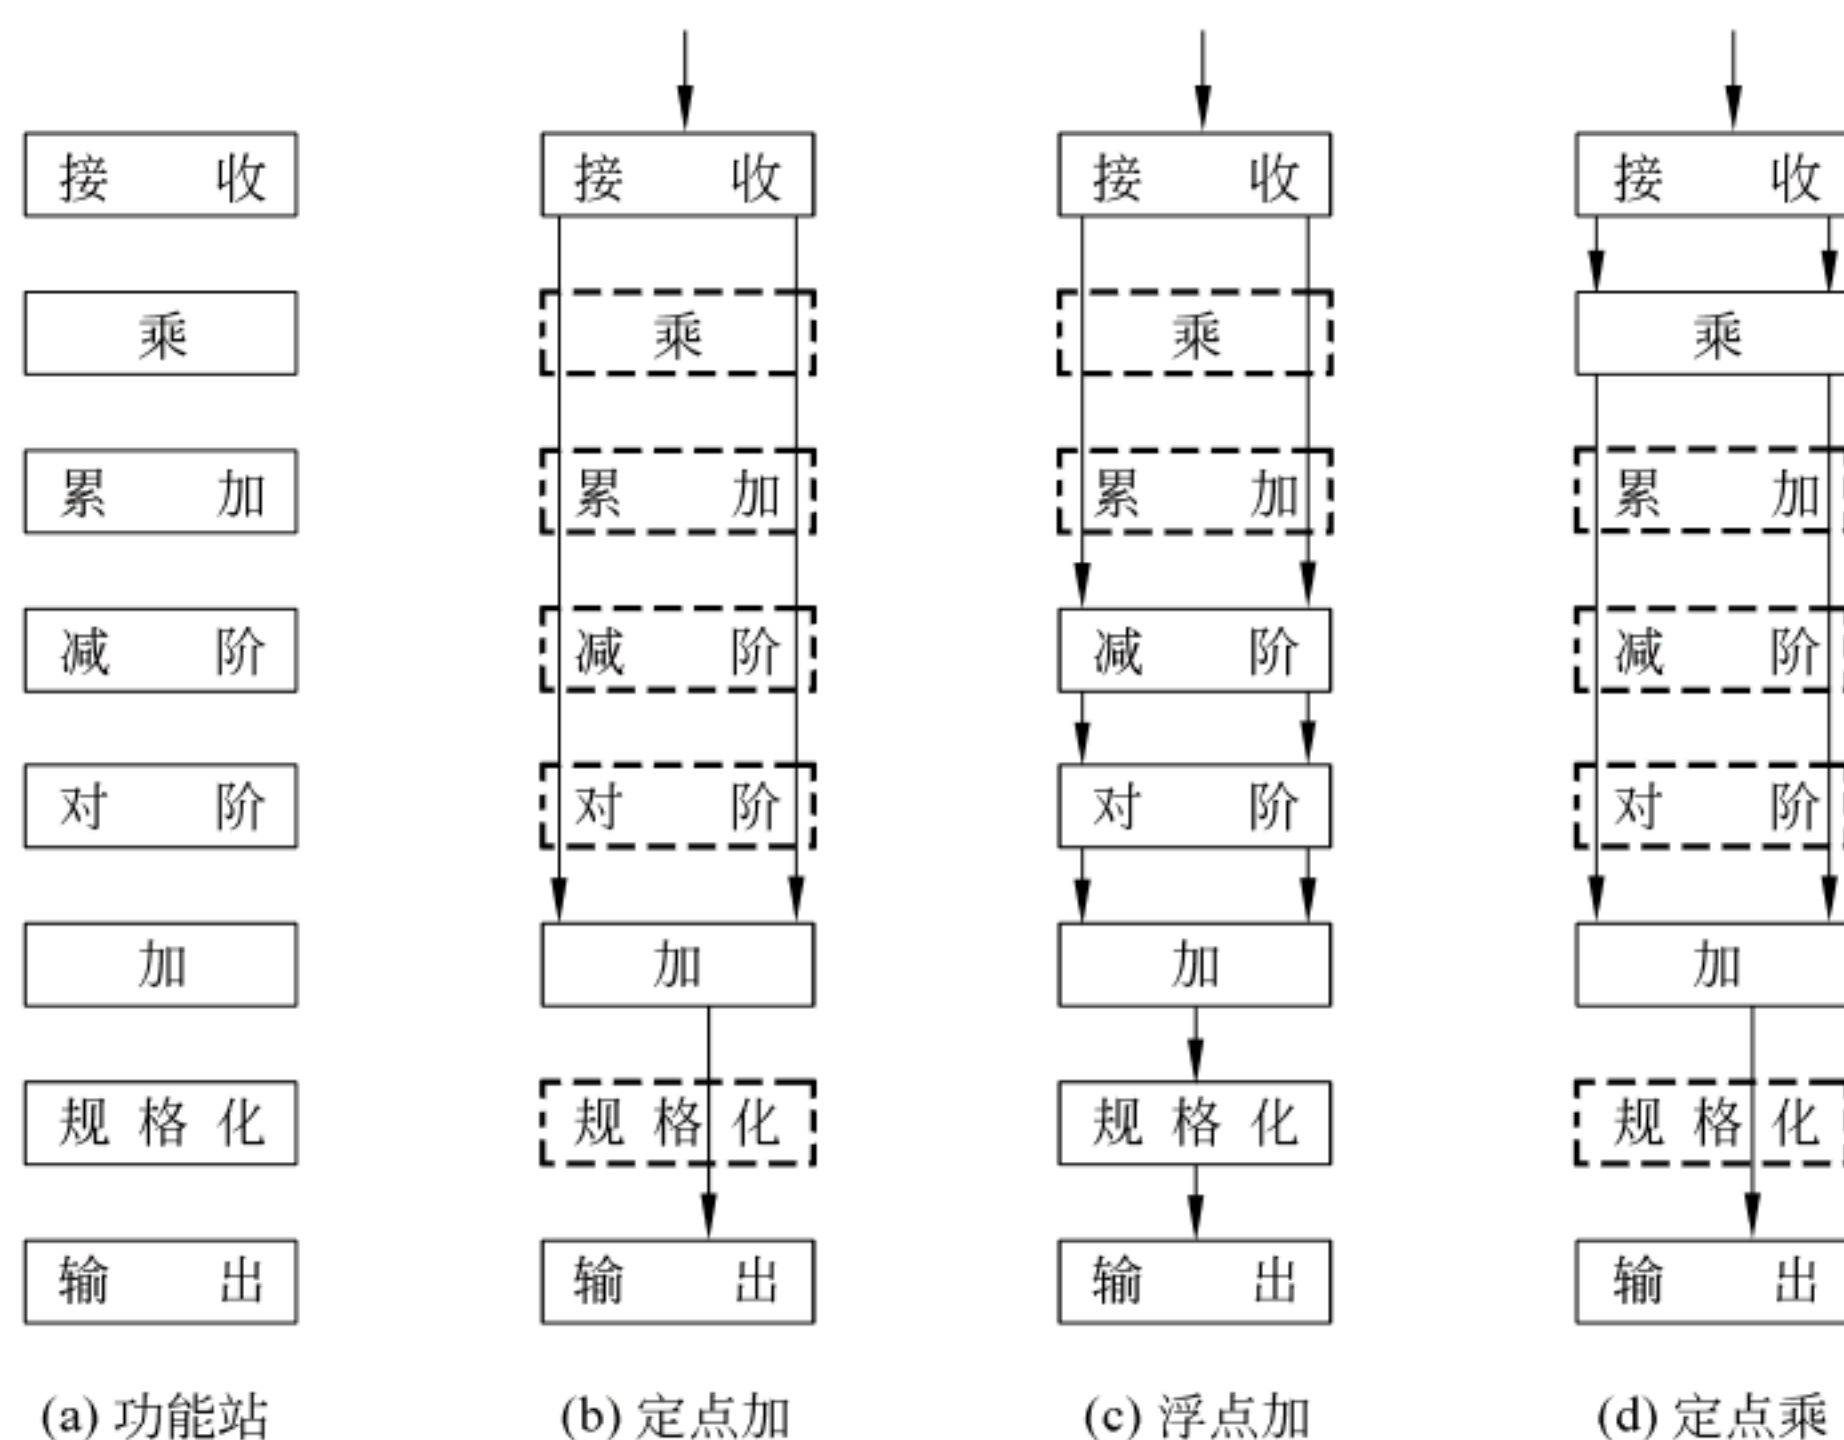 接 收 接 收 接 收 接 收
乘 乘 乘 乘
累 加 累 加 累 加 累 加
减 阶 减 阶 减 阶 减 阶
对 阶 对 阶 对 阶 对 阶
加 加 加 加
规 格 化 规 格 化 规 格 化 规 格 化
输 出 输 出 输 出 输 出
(a) 功能站 (b) 定点加 (c) 浮点加 (d) 定点乘